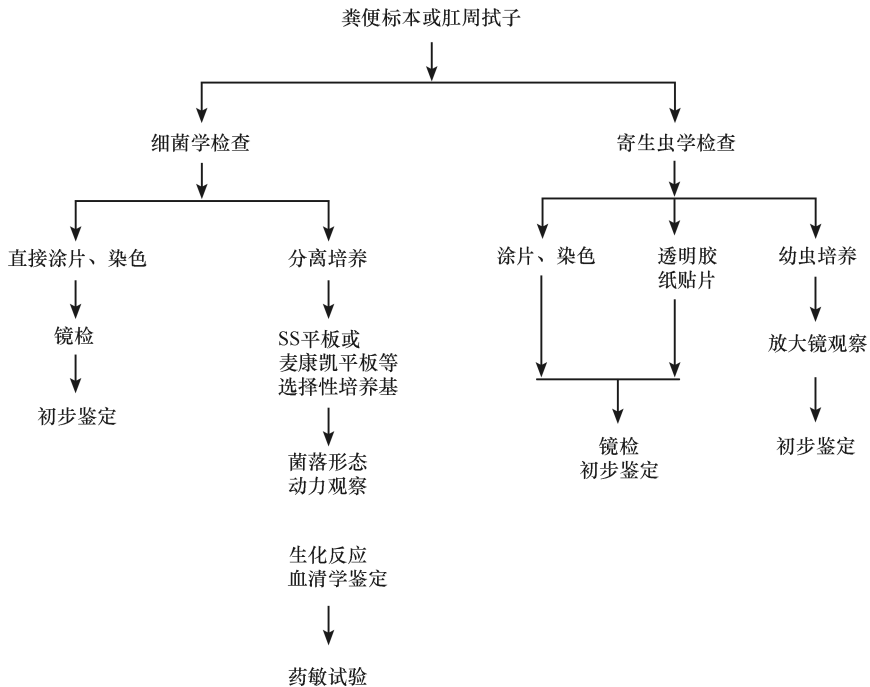 粪便标本或肛周拭子
细菌学检查
寄生虫学检查
直接涂片、染色
分离培养
涂片、染色
透明胶
纸贴片
幼虫培养
镜检
SS平板或
麦康凯平板等
选择性培养基
放大镜观察
初步鉴定
菌落形态
动力观察
镜检
初步鉴定
初步鉴定
生化反应
血清学鉴定
药敏试验